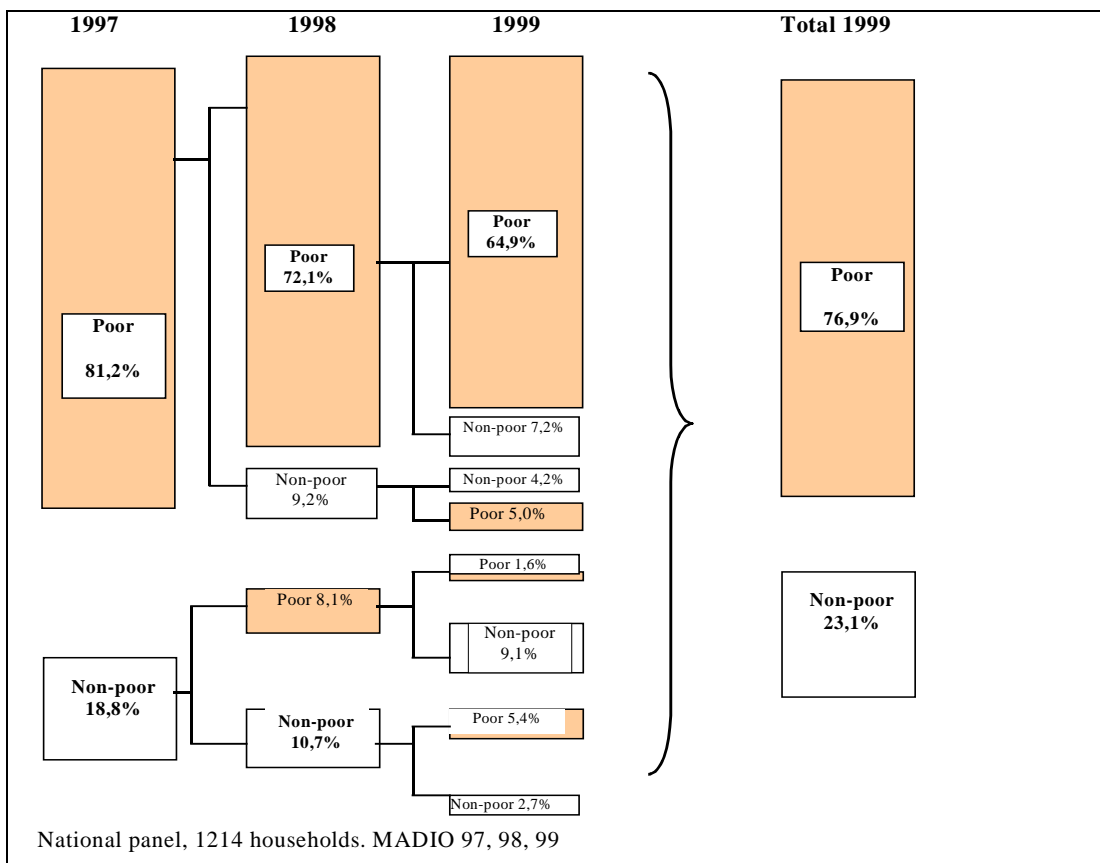 1997 1998 1999 Total 1999
Poor
81,2%
Poor
72,1%
Poor
64,9%
Non-poor 7,2%
Non-poor
9,2%
Non-poor 4,2%
Poor 5,0%
Non-poor
18,8%
Poor 8,1%
Poor 1,6%
Non-poor
9,1%
Non-poor
10,7%
Poor 5,4%
Non-poor 2,7%
Poor
76,9%
Non-poor
23,1%
National panel, 1214 households. MADIO 97, 98, 99